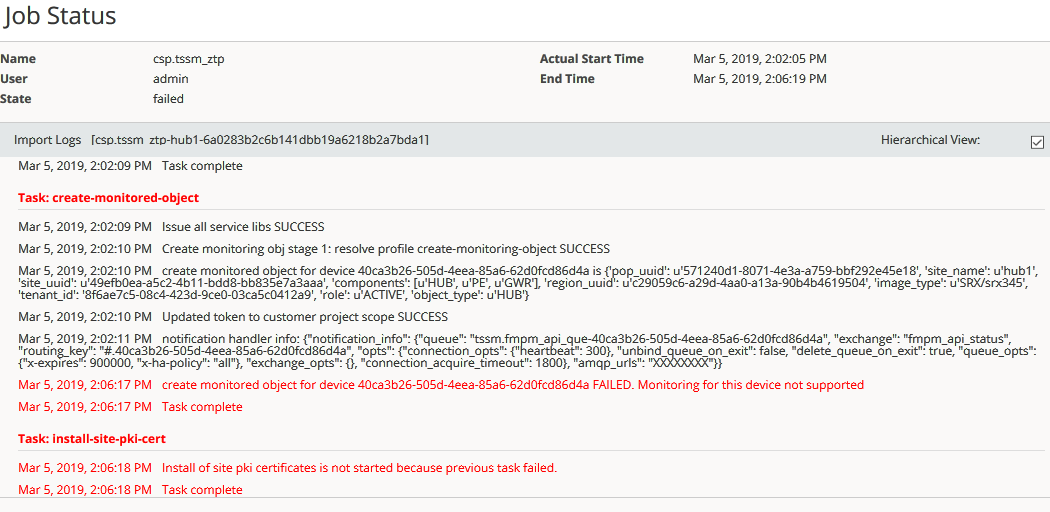 Job Status
Name csp.tssm_ztp Actual Start Time Mar 5, 2019, 2:02:05 PM
User admin End Time Mar 5, 2019, 2:06:19 PM
State failed
Import Logs [csp.tssm_ztp-hub1-6a0283b2c6b141dbb19a6218b2a7bda1] Hierarchical View:
Mar 5, 2019, 2:02:09 PM Task complete
Task: create-monitored-object
Mar 5, 2019, 2:02:09 PM Issue all service libs SUCCESS
Mar 5, 2019, 2:02:10 PM Create monitoring obj stage 1: resolve profile create-monitoring-object SUCCESS
Mar 5, 2019, 2:02:10 PM create monitored object for device 40ca3b26-505d-4eea-85a6-62d0fcd86d4a is {'pop_uuid': u'571240d1-8071-4e3a-a759-bbf292e45e18', 'site_name': u'hub1',
'site_uuid': u'49efb0ea-a5c2-4b11-bdd8-bb835e7a3aaa', 'components': [u'HUB', u'PE', u'GWR'], 'region_uuid': u'c29059c6-a29d-4aa0-a13a-90b4b4619504', 'image_type': u'SRX/srx345',
'tenant_id': '8f6ae7c5-08c4-423d-9ce0-03ca5c0412a9', 'role': u'ACTIVE', 'object_type': u'HUB'}
Mar 5, 2019, 2:02:10 PM Updated token to customer project scope SUCCESS
Mar 5, 2019, 2:02:11 PM notification handler info: {"notification_info": {"queue": "tssm.fmpm_api_que-40ca3b26-505d-4eea-85a6-62d0fcd86d4a", "exchange": "fmpm_api_status",
"routing_key": "#.40ca3b26-505d-4eea-85a6-62d0fcd86d4a", "opts": {"connection_opts": {"heartbeat": 300}, "unbind_queue_on_exit": false, "delete_queue_on_exit": true, "queue_opts":
{"x-expires": 900000, "x-ha-policy": "all"}, "exchange_opts": {}, "connection_acquire_timeout": 1800}, "amqp_urls": "XXXXXXXX"}}
Mar 5, 2019, 2:06:17 PM create monitored object for device 40ca3b26-505d-4eea-85a6-62d0fcd86d4a FAILED. Monitoring for this device not supported
Mar 5, 2019, 2:06:17 PM Task complete
Task: install-site-pki-cert
Mar 5, 2019, 2:06:18 PM Install of site pki certificates is not started because previous task failed.
Mar 5, 2019, 2:06:18 PM Task complete